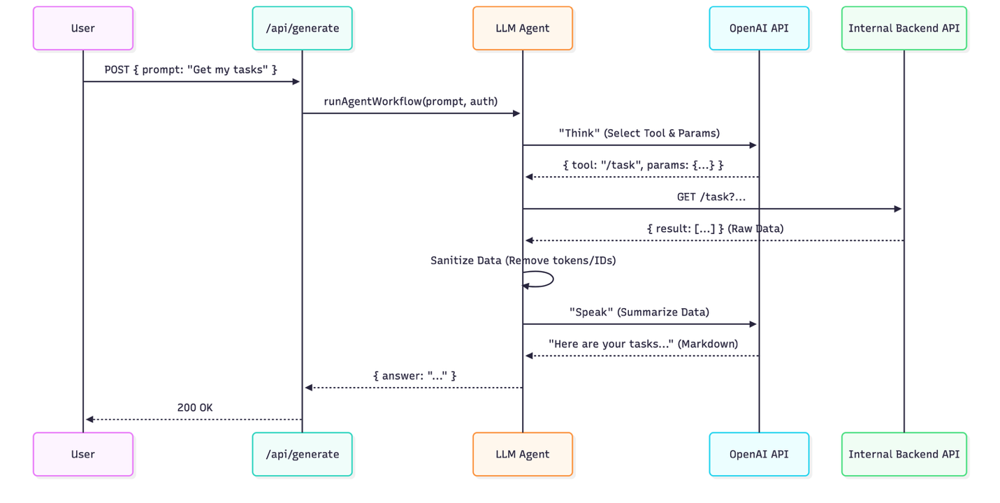 User
/api/generate
LLM Agent
OpenAI API
Internal Backend API
POST { prompt: "Get my tasks" }
runAgentWorkflow(prompt, auth)
"Think" (Select Tool & Params)
{ tool: "/task", params: {...} }
GET /task?...
{ result: [...] } (Raw Data)
Sanitize Data (Remove tokens/IDs)
"Speak" (Summarize Data)
"Here are your tasks..." (Markdown)
{ answer: "..." }
200 OK
User
/api/generate
LLM Agent
OpenAI API
Internal Backend API